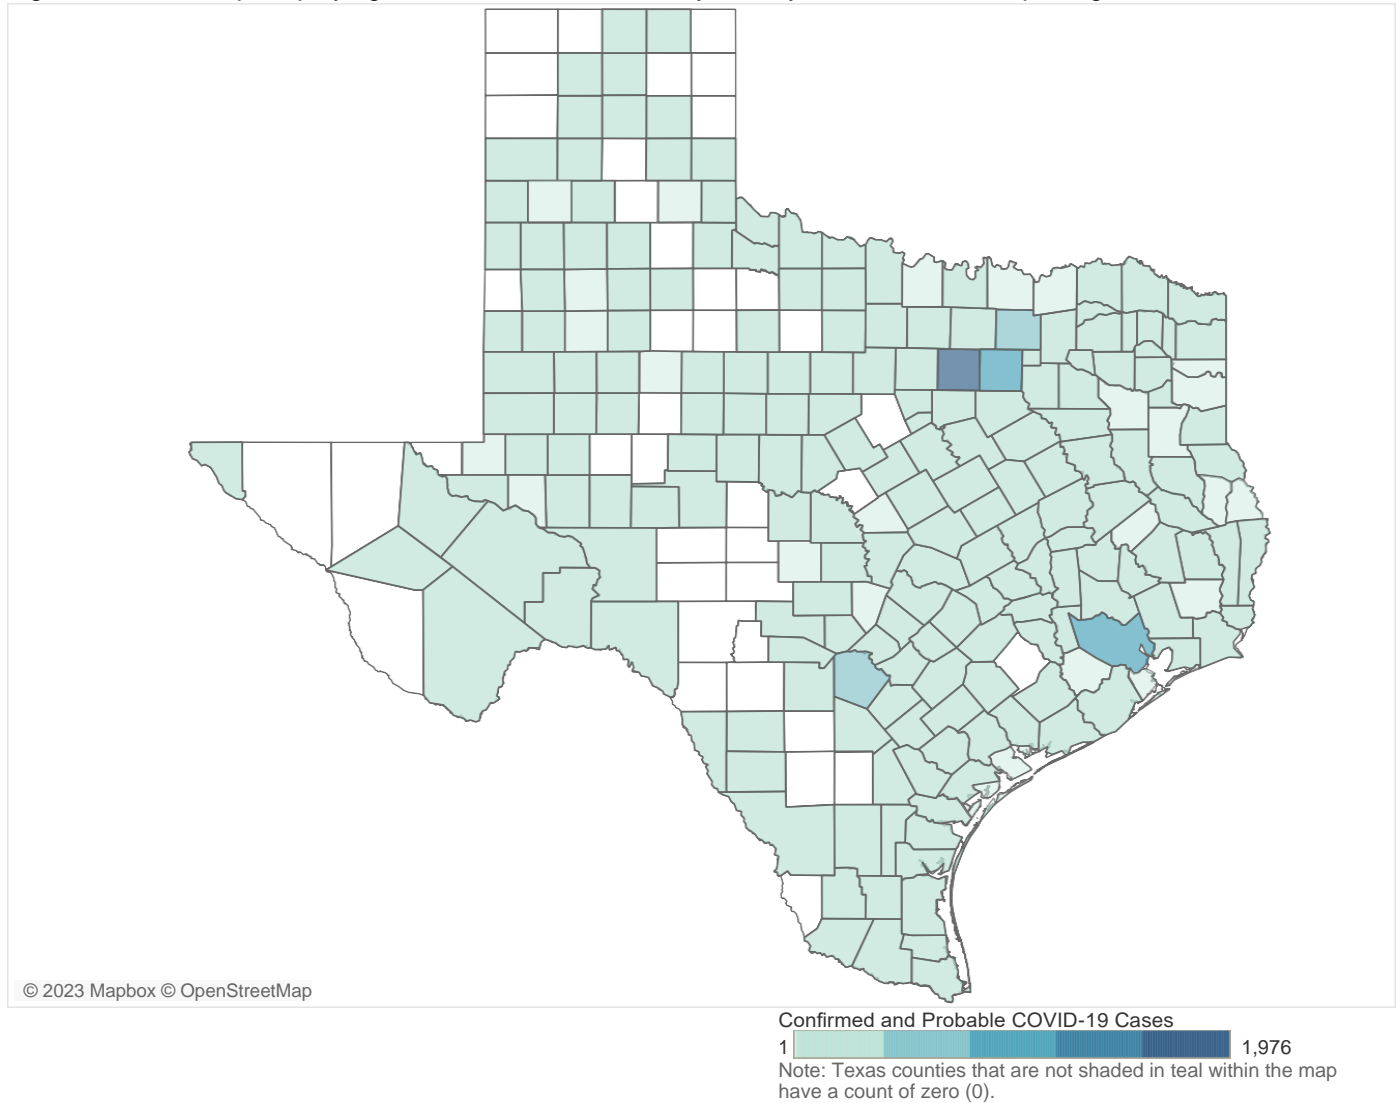 © 2023 Mapbox © OpenStreetMap
Confirmed and Probable COVID-19 Cases
1 1,976
Note: Texas counties that are not shaded in teal within the map
have a count of zero (0).